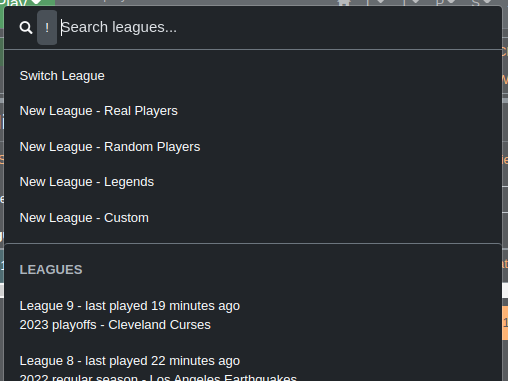 Play
! Search leagues...
Switch League
New League - Real Players
New League - Random Players
New League - Legends
New League - Custom
LEAGUES
League 9 - last played 19 minutes ago
2023 playoffs - Cleveland Curses
League 8 - last played 22 minutes ago
2022 regular season - Los Angeles Earthquakes